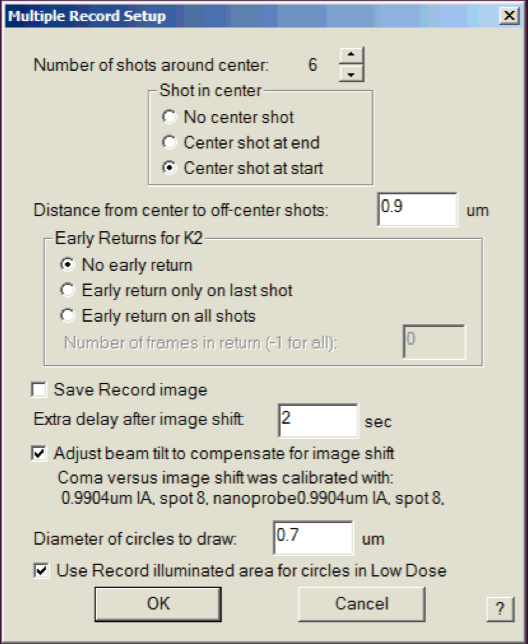 Multiple Record Setup
Number of shots around center: 6
Shot in center
No center shot
Center shot at end
Center shot at start
Distance from center to off-center shots: 0.9 um
Early Returns for K2
No early return
Early return only on last shot
Early return on all shots
Number of frames in return (-1 for all): 0
Save Record image
Extra delay after image shift: 2 sec
Adjust beam tilt to compensate for image shift
Coma versus image shift was calibrated with:
0.9904um IA, spot 8, nanoprobe0.9904um IA, spot 8,
Diameter of circles to draw: 0.7 um
Use Record illuminated area for circles in Low Dose
OK Cancel ?